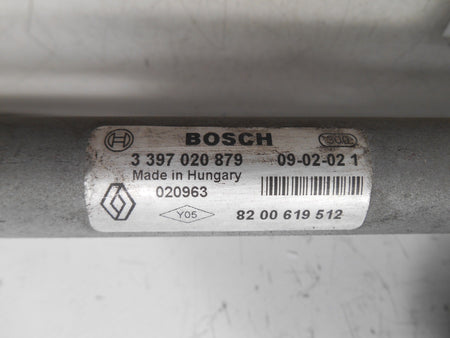 BOSCH
3 397 020 879 09-02-02 1
Made in Hungary
020963
Y05 82 00 619 512